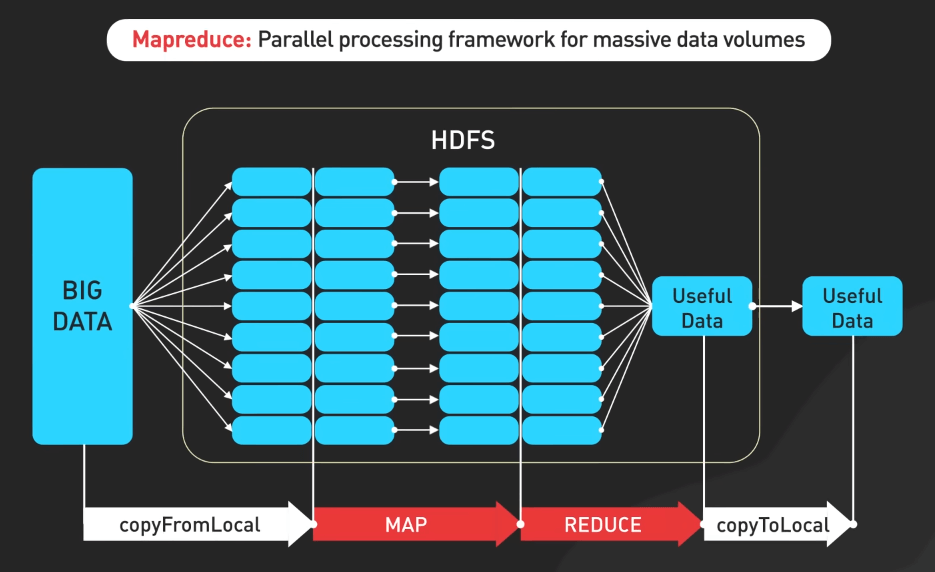 Mapreduce: Parallel processing framework for massive data volumes
HDFS
BIG
DATA
Useful
Data
Useful
Data
copyFromLocal
MAP
REDUCE
copyToLocal